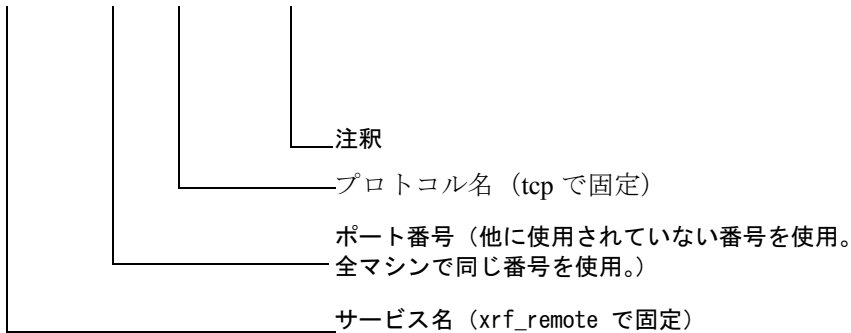 注釈
プロトコル名（tcp で固定）
ポート番号（他に使用されていない番号を使用。
全マシンで同じ番号を使用。）
サービス名（xrf_remote で固定）